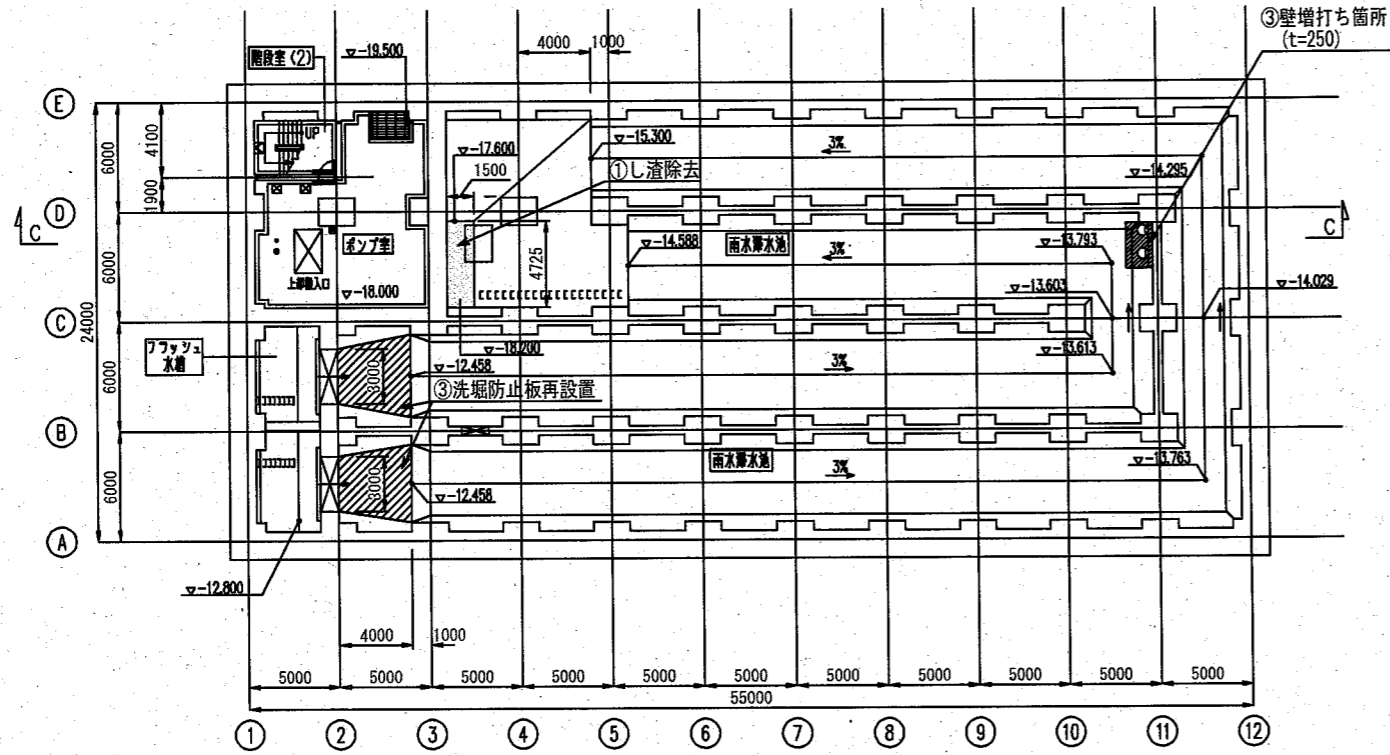 ③壁増打ち箇所
(t=250)
4000
1000
階段室(2)
▽-19.500
E
UP
▽-17.600
1500
①し渣除去
▽-15.300
3%
▽-14.295
4100
6000
1900
D
C
C
ポンプ室
4725
▽-14.588
雨水滞水池
3%
▽-13.793
▽-18.000
▽-13.603
▽-14.029
6000
24000
C
フラッシュ
水槽
▽-18.200
▽-12.458
3000
3%
▽-13.613
③洗堀防止板再設置
6000
B
雨水滞水池
3000
▽-12.458
3%
▽-13.763
6000
A
▽-12.800
4000
1000
5000 5000 5000 5000 5000 5000 5000 5000 5000 5000 5000
55000
① ② ③ ④ ⑤ ⑥ ⑦ ⑧ ⑨ ⑩ ⑪ ⑫